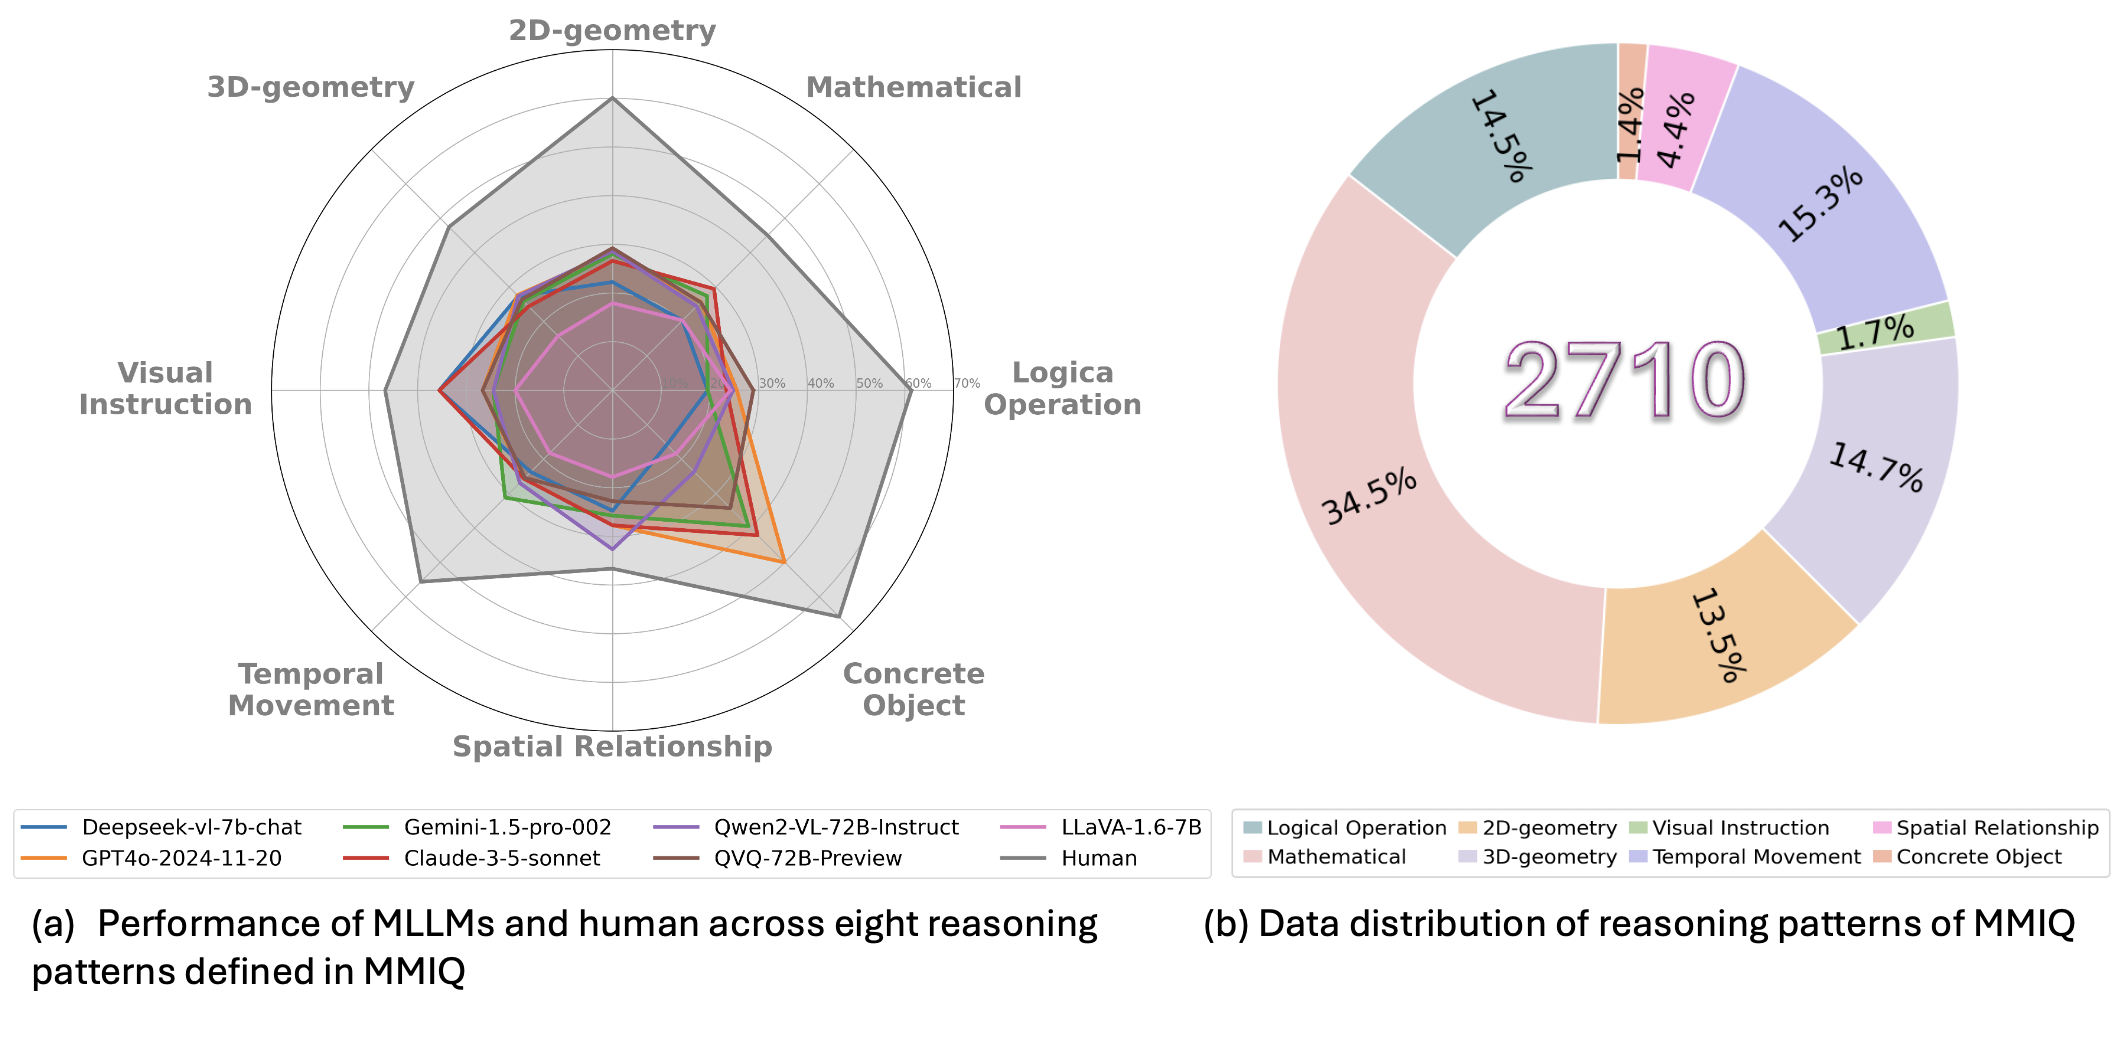 2D-geometry
3D-geometry
Mathematical
Visual
Instruction
10% 20% 30% 40% 50% 60% 70%
Logica
Operation
Temporal
Movement
Concrete
Object
Spatial Relationship
Deepseek-vl-7b-chat Gemini-1.5-pro-002 Qwen2-VL-72B-Instruct LLaVA-1.6-7B
GPT4o-2024-11-20 Claude-3-5-sonnet QVQ-72B-Preview Human
(a) Performance of MLLMs and human across eight reasoning
patterns defined in MMIQ
14.5%
1.4%
4.4%
15.3%
1.7%
2710
14.7%
34.5%
13.5%
Logical Operation 2D-geometry Visual Instruction Spatial Relationship
Mathematical 3D-geometry Temporal Movement Concrete Object
(b) Data distribution of reasoning patterns of MMIQ